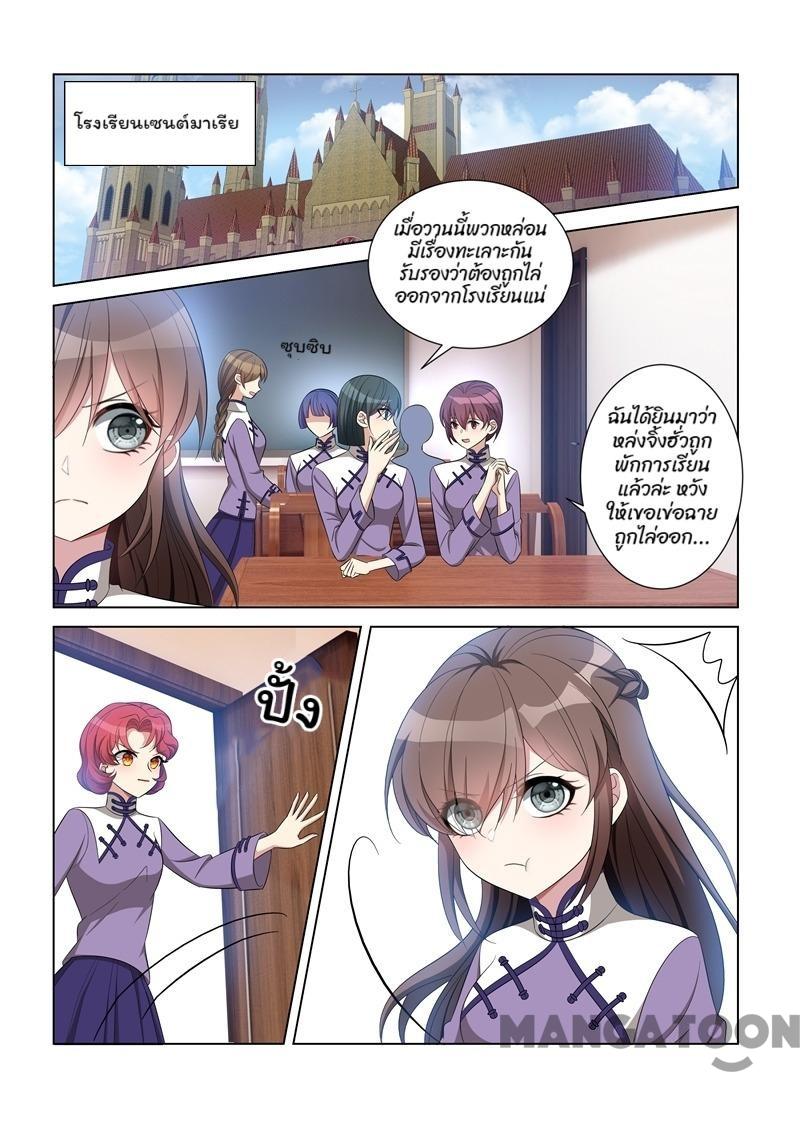 โรงเรียนเซนต์มาเรีย
เมื่อวานนี้พวกหล่อน
มีเรื่องทะเลาะกัน
รับรองว่าต้องถูกไล่
ออกจากโรงเรียนแน่
ซุบซิบ
ฉันได้ยินมาว่า
หล่งจิ้งฮั่วถูก
พักการเรียน
แล้วล่ะ หวัง
ให้เขอเข่อฉาย
ถูกไล่ออก...
ปั้ง
MANGATOON